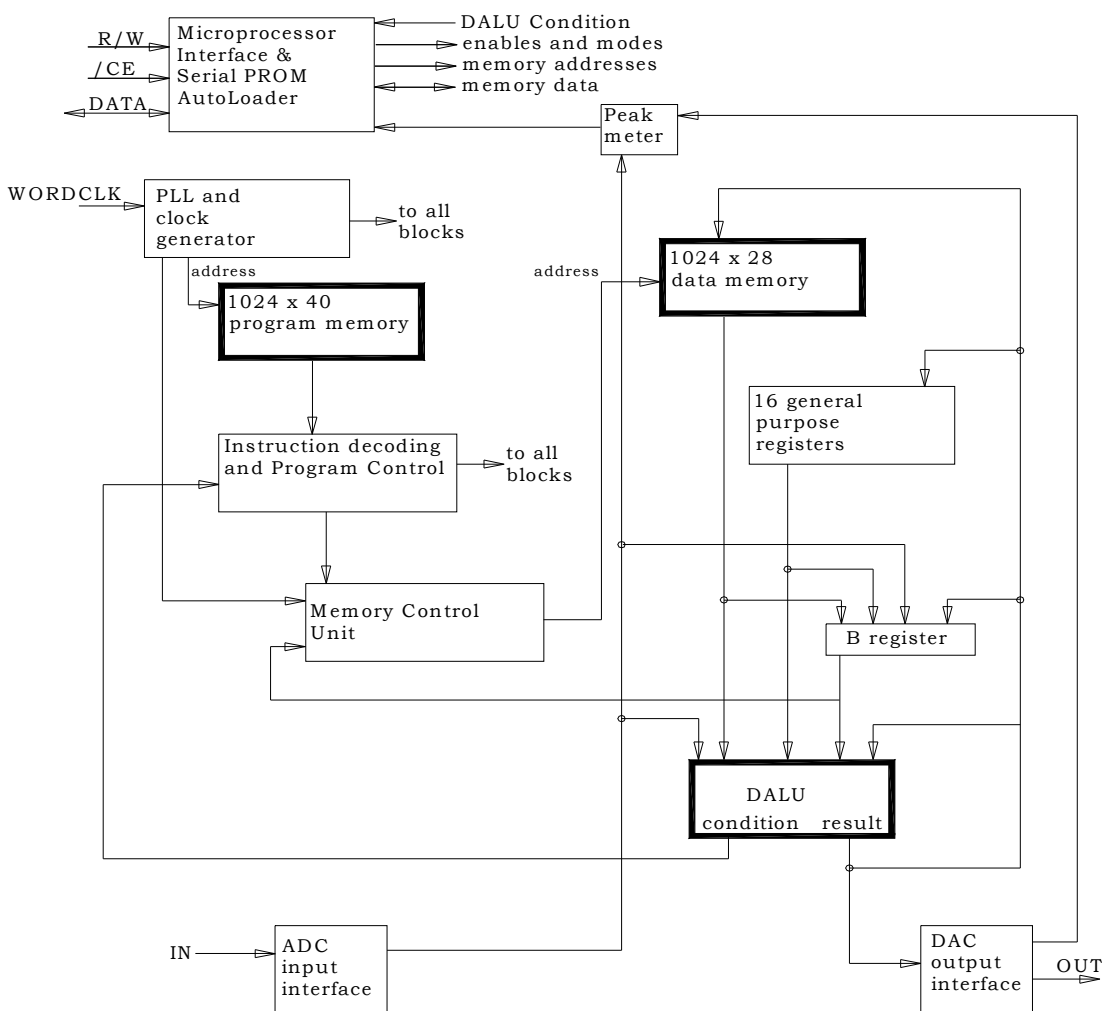 R/W
/CE
DATA
Microprocessor
Interface &
Serial PROM
AutoLoader
DALU Condition
enables and modes
memory addresses
memory data
Peak
meter
WORDCLK
PLL and
clock
generator
to all
blocks
address
1024 x 40
program memory
address
1024 x 28
data memory
16 general
purpose
registers
Instruction decoding
and Program Control
to all
blocks
Memory Control
Unit
B register
DALU
condition result
IN
ADC
input
interface
DAC
output
interface
OUT